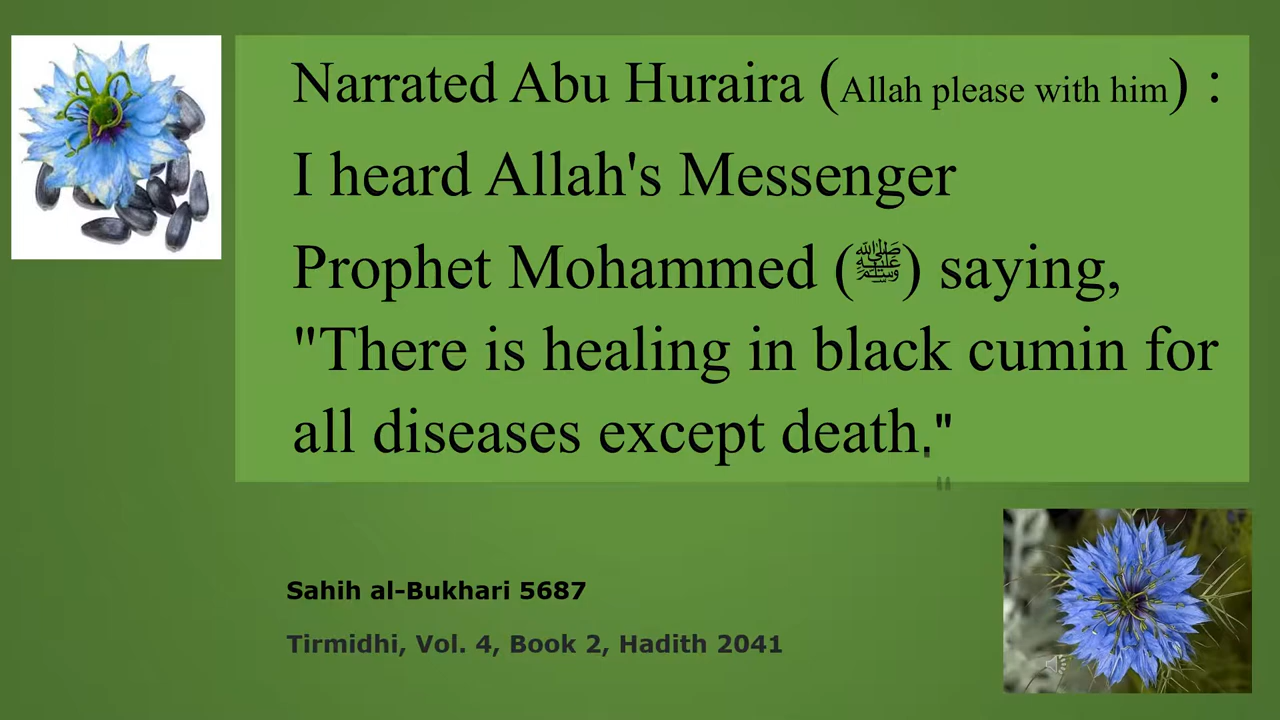 Narrated Abu Huraira (Allah please with him) :
I heard Allah's Messenger
Prophet Mohammed (ﷺ) saying,
"There is healing in black cumin for
all diseases except death."
"
Sahih al-Bukhari 5687
Tirmidhi, Vol. 4, Book 2, Hadith 2041